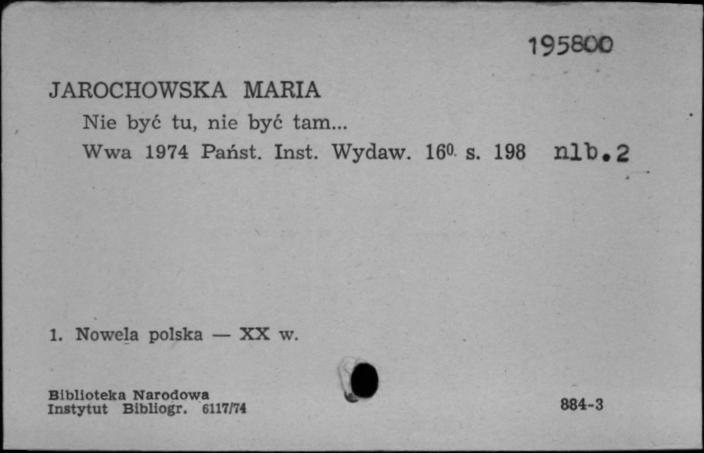 195800
JAROCHOWSKA MARIA
Nie być tu, nie być tam...
Wwa 1974 Państ. Inst. Wydaw. 16⁰. s. 198 nlb.2
1. Nowela polska — XX w.
Biblioteka Narodowa
Instytut Bibliogr. 6117/74
884-3